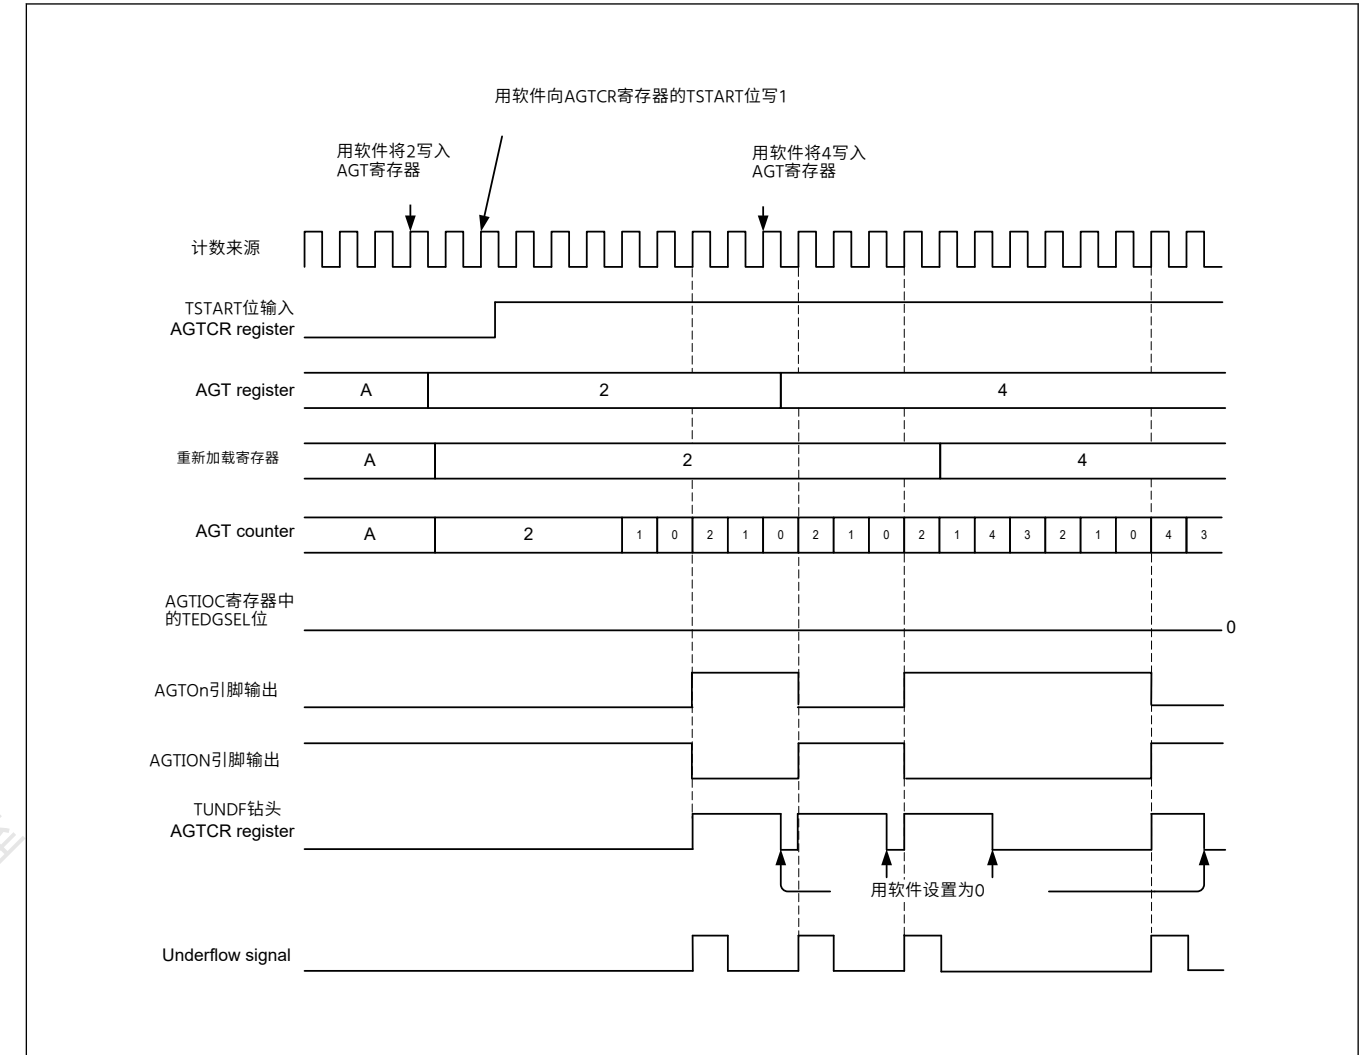 用软件向AGTCR寄存器的TSTART位写1
用软件将2写入
AGT寄存器
用软件将4写入
AGT寄存器
计数来源
TSTART位输入
AGTCR register
AGT register
A
2
4
重新加载寄存器
A
2
4
AGT counter
A
2
1
0
2
1
0
2
1
0
2
1
4
3
2
1
0
4
3
AGTIOC寄存器中
的TEDGSEL位
0
AGTOn引脚输出
AGTION引脚输出
TUNDF钻头
AGTCR register
用软件设置为0
Underflow signal